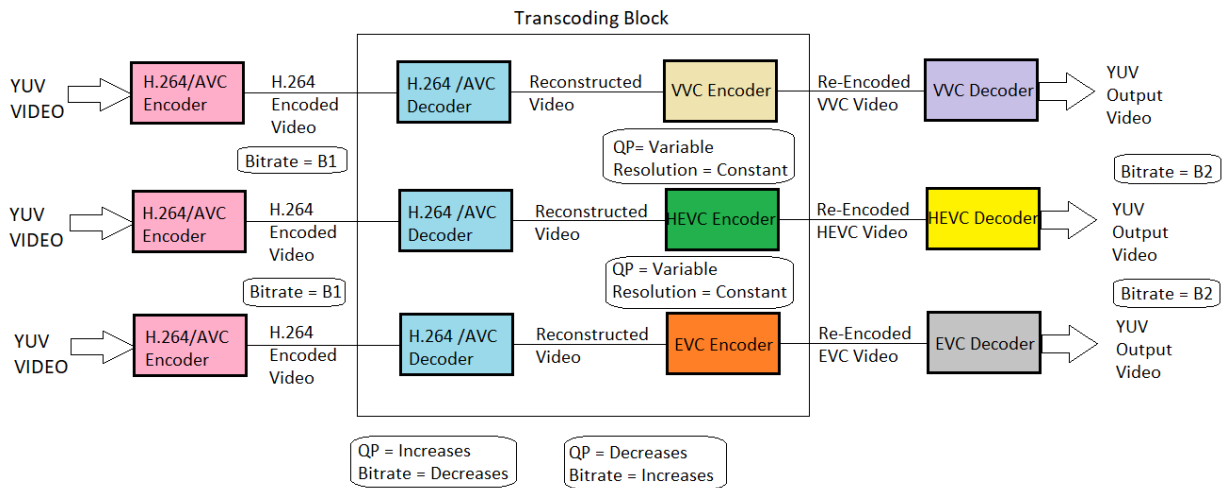 Transcoding Block
YUV
VIDEO
H.264/AVC
Encoder
H.264
Encoded
Video
H.264 /AVC
Decoder
Reconstructed
Video
VVC Encoder
Re-Encoded
VVC Video
VVC Decoder
YUV
Output
Video
Bitrate = B1
QP= Variable
Resolution = Constant
Bitrate = B2
YUV
VIDEO
H.264/AVC
Encoder
H.264
Encoded
Video
H.264 /AVC
Decoder
Reconstructed
Video
HEVC Encoder
Re-Encoded
HEVC Video
HEVC Decoder
YUV
Output
Video
Bitrate = B1
QP = Variable
Resolution = Constant
Bitrate = B2
YUV
VIDEO
H.264/AVC
Encoder
H.264
Encoded
Video
H.264 /AVC
Decoder
Reconstructed
Video
EVC Encoder
Re-Encoded
EVC Video
EVC Decoder
YUV
Output
Video
QP = Increases
Bitrate = Decreases
QP = Decreases
Bitrate = Increases